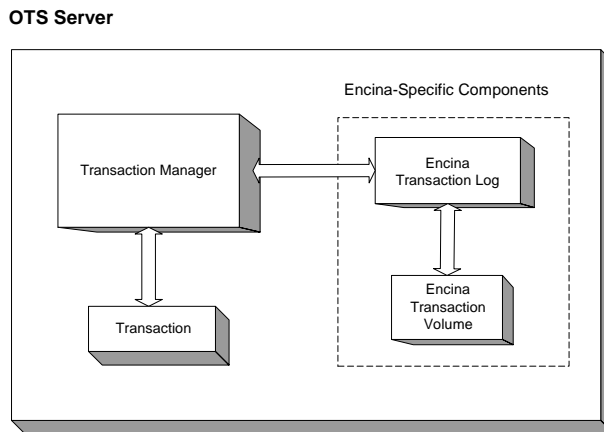 OTS Server
Encina-Specific Components
Transaction Manager
Encina
Transaction Log
Transaction
Encina
Transaction
Volume